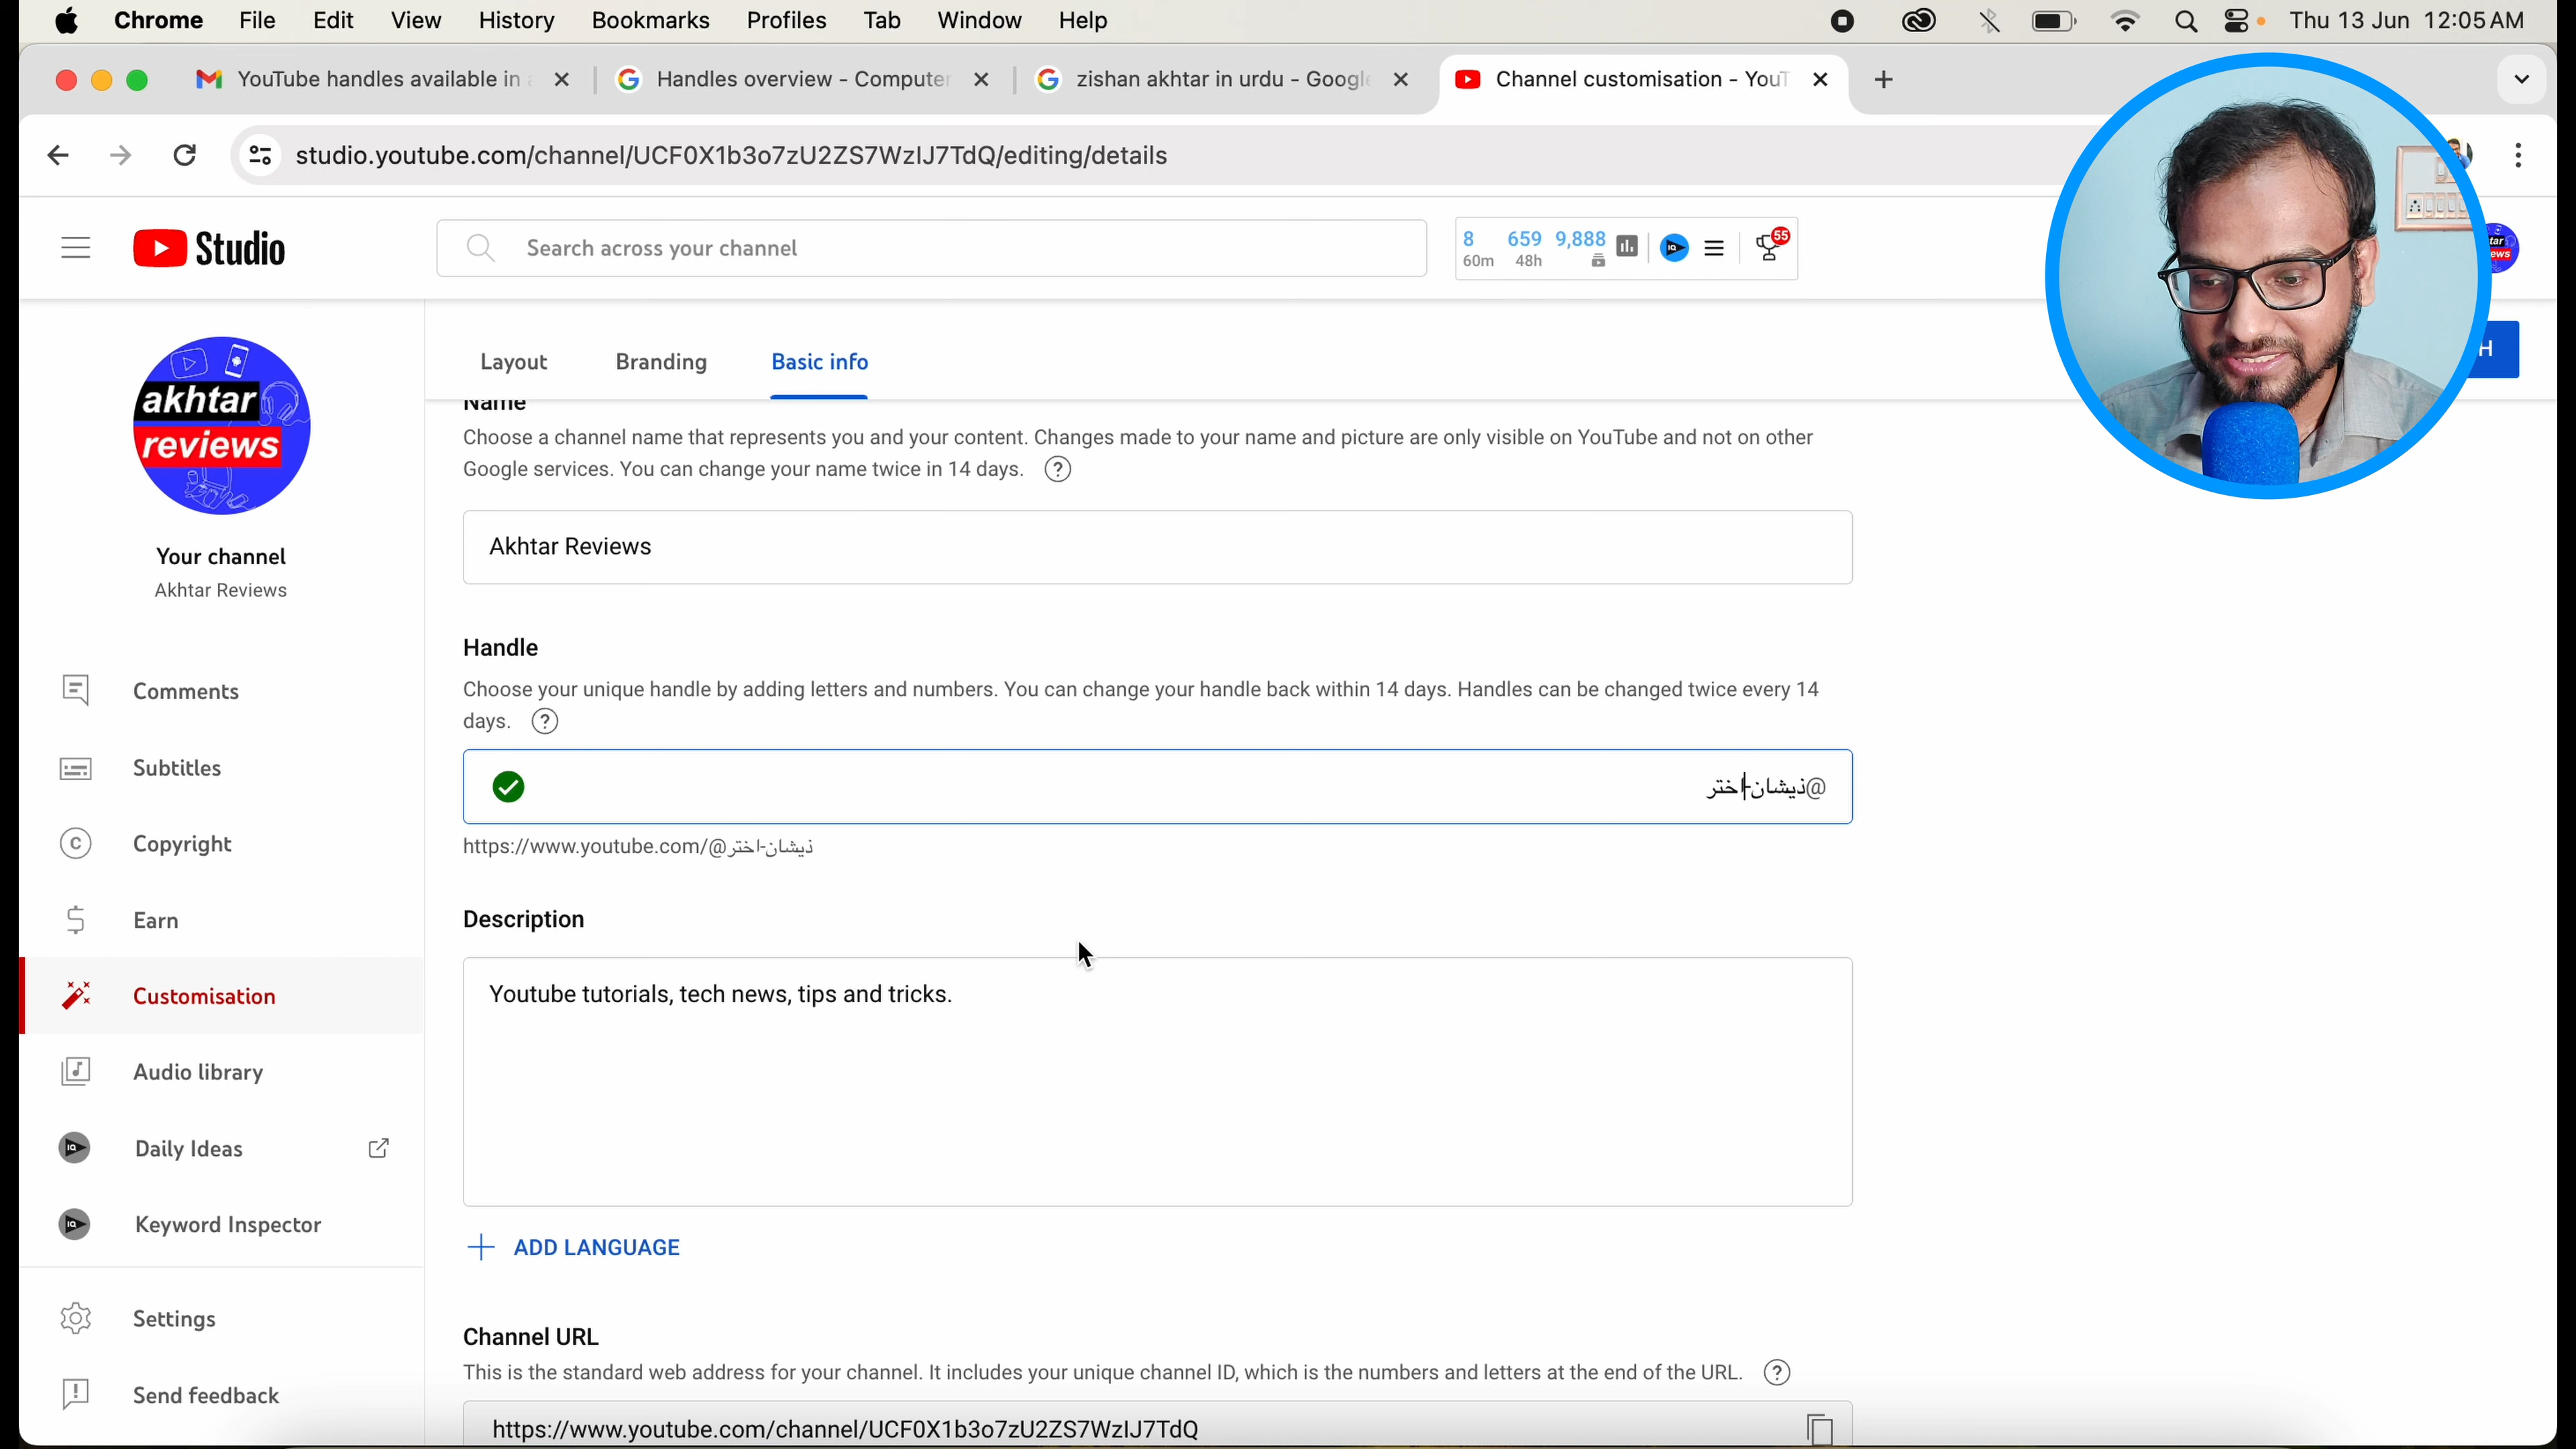 Chrome File Edit View History Bookmarks Profiles Tab Window Help Thu 13 Jun 12:05 AM
YouTube handles available in Handles overview - Computer zishan akhtar in urdu - Google Channel customisation - YouT
studio.youtube.com/channel/UCF0X1b3o7zU2ZS7WzIJ7TdQ/editing/details
Studio
Search across your channel
8 659 9,888 55
60m 48h
Layout Branding Basic info
akhtar
reviews
Your channel
Akhtar Reviews
Comments
Subtitles
Copyright
Earn
Customisation
Audio library
Daily Ideas
Keyword Inspector
Settings
Send feedback
Name
Choose a channel name that represents you and your content. Changes made to your name and picture are only visible on YouTube and not on other
Google services. You can change your name twice in 14 days.
Akhtar Reviews
Handle
Choose your unique handle by adding letters and numbers. You can change your handle back within 14 days. Handles can be changed twice every 14
days.
@ذیشان-اختر
https://www.youtube.com/@ذیشان-اختر
Description
Youtube tutorials, tech news, tips and tricks.
ADD LANGUAGE
Channel URL
This is the standard web address for your channel. It includes your unique channel ID, which is the numbers and letters at the end of the URL.
https://www.youtube.com/channel/UCF0X1b3o7zU2ZS7WzIJ7TdQ